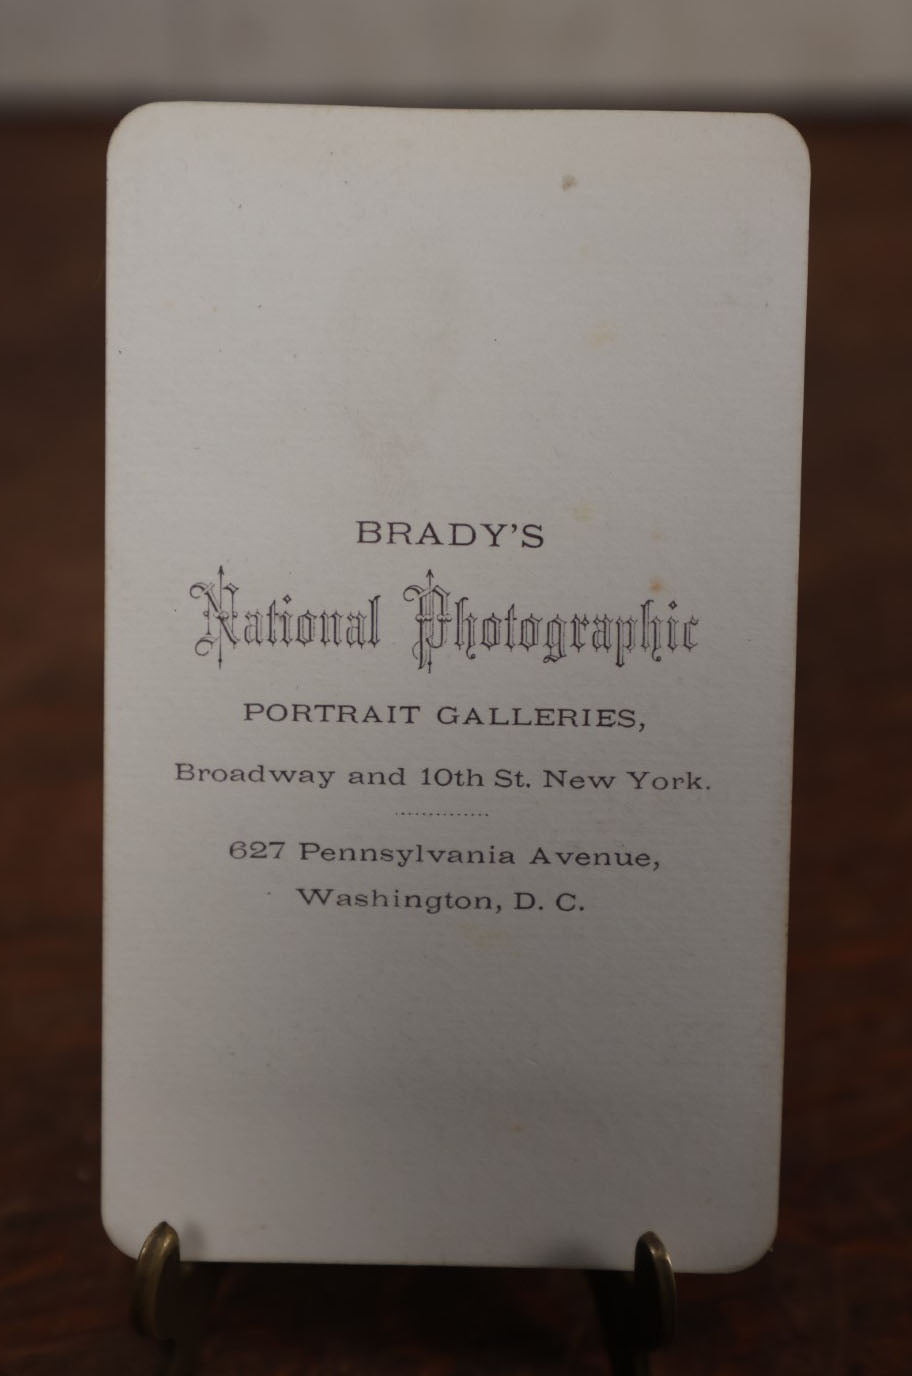 BRADY'S
National Photographic
PORTRAIT GALLERIES,
Broadway and 10th St. New York.
627 Pennsylvania Avenue,
Washington, D. C.